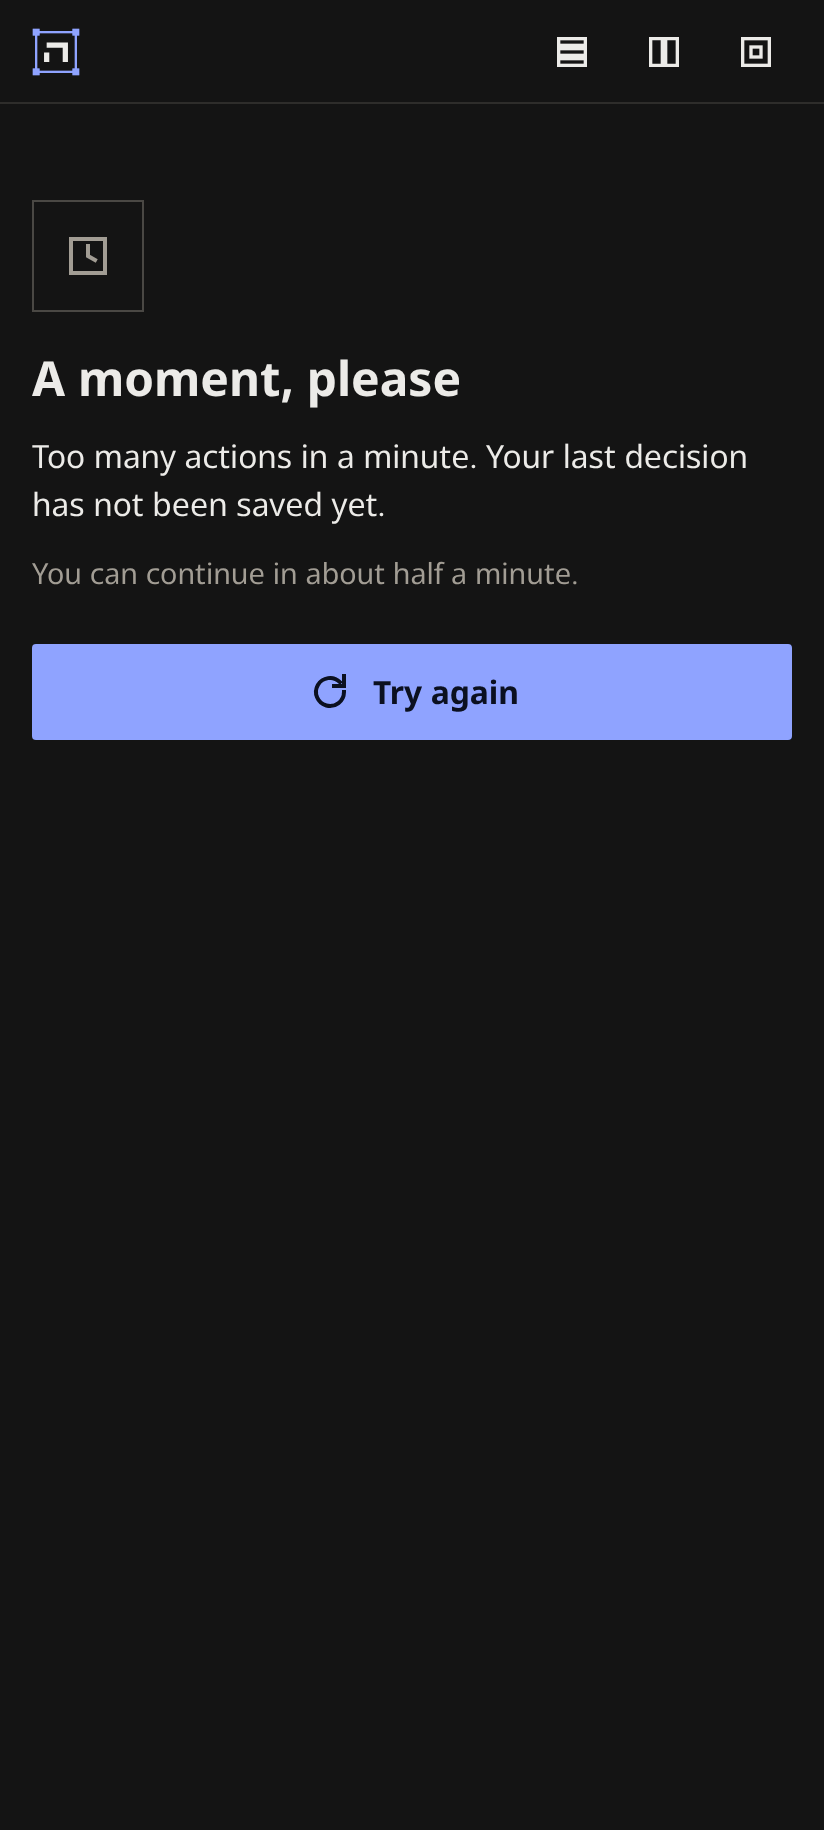 A moment, please
Too many actions in a minute. Your last decision
has not been saved yet.
You can continue in about half a minute.
Try again